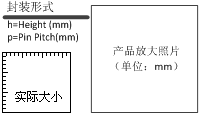 封装形式
h=Height (mm)
p=Pin Pitch(mm)
实际大小
产品放大照片
（单位：mm）